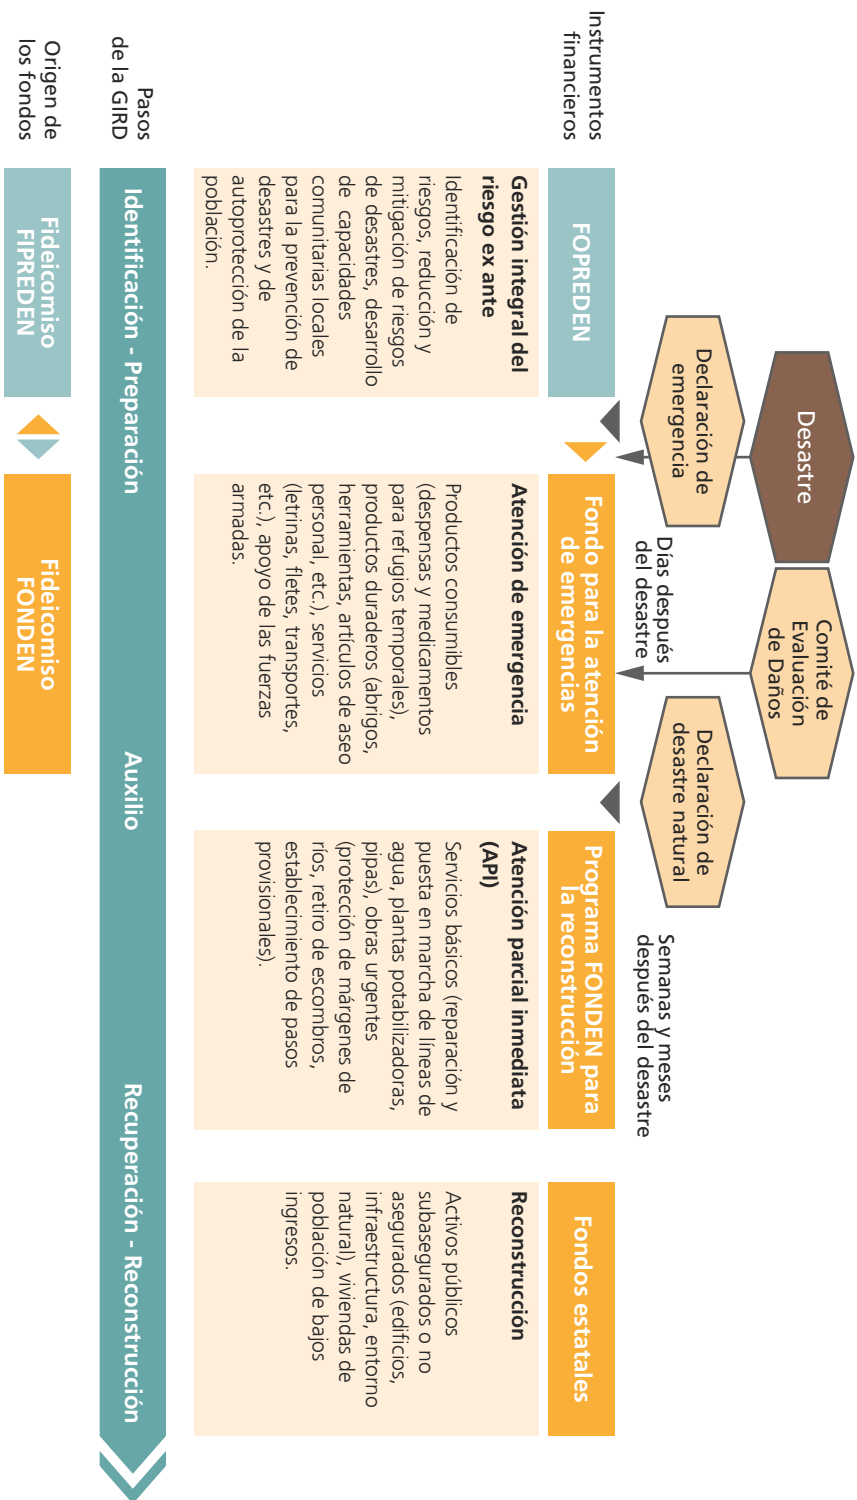 Desastre
Comité de
Evaluación
de Daños
Declaración de
emergencia
Declaración de
desastre natural
Días después
del desastre
Semanas y meses
después del desastre
Instrumentos
financieros
FOPREDEN
Fondo para la atención
de emergencias
Programa FONDEN para
la reconstrucción
Fondos estatales
Gestión integral del
riesgo ex ante
Identificación de
riesgos, reducción y
mitigación de riesgos
de desastres, desarrollo
de capacidades
comunitarias locales
para la prevención de
desastres y de
autoprotección de la
población.
Atención de emergencia
Productos consumibles
(despensas y medicamentos
para refugios temporales),
productos duraderos (abrigos,
herramientas, artículos de aseo
personal, etc.), servicios
(letrinas, fletes, transportes,
etc.), apoyo de las fuerzas
armadas.
Atención parcial inmediata
(API)
Servicios básicos (reparación y
puesta en marcha de líneas de
agua, plantas potabilizadoras,
pipas), obras urgentes
(protección de márgenes de
ríos, retiro de escombros,
establecimiento de pasos
provisionales).
Reconstrucción
Activos públicos
subasegurados o no
asegurados (edificios,
infraestructura, entorno
natural), viviendas de
población de bajos
ingresos.
Pasos
de la GIRD
Identificación - Preparación
Auxilio
Recuperación - Reconstrucción
Origen de
los fondos
Fideicomiso
FIPREDEN
Fideicomiso
FONDEN